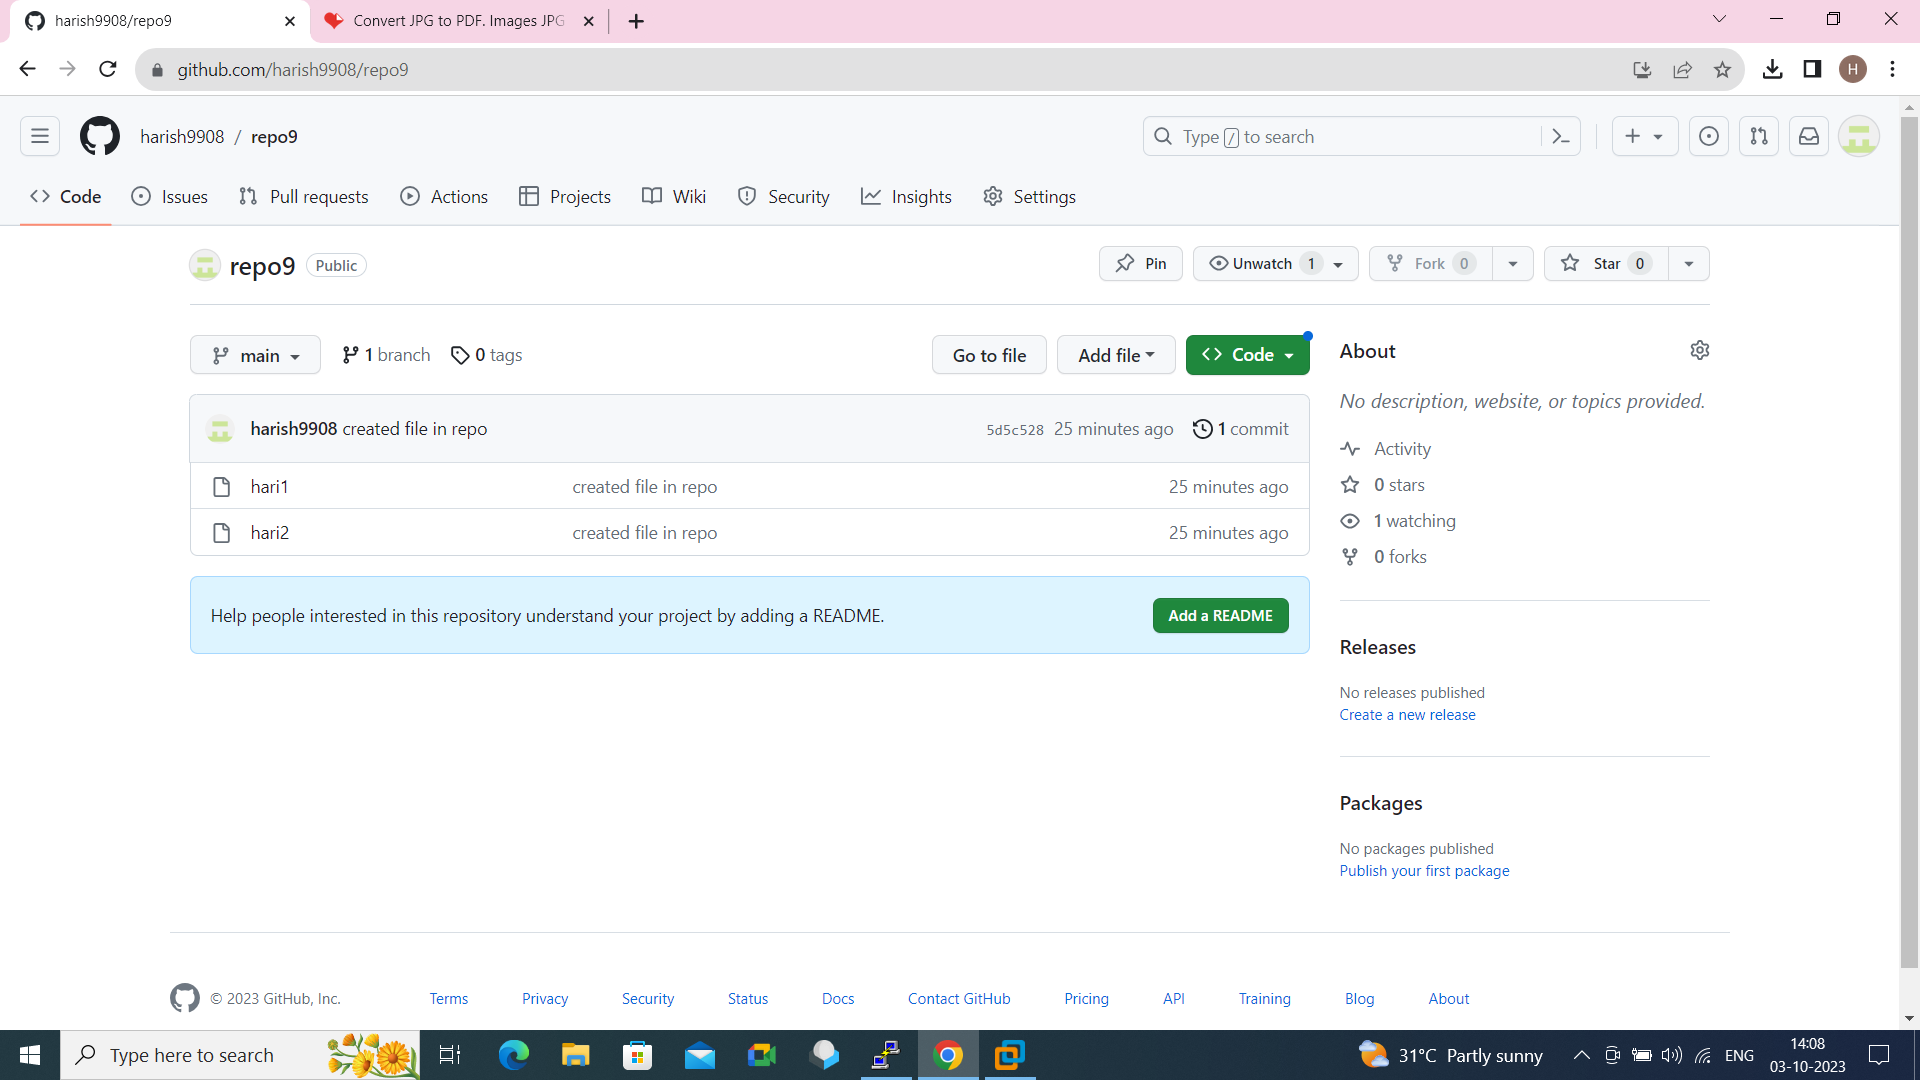 harish9908/repo9
Convert JPG to PDF. Images JPG
github.com/harish9908/repo9
H
harish9908 / repo9
Type / to search
Code
Issues
Pull requests
Actions
Projects
Wiki
Security
Insights
Settings
repo9 Public
Pin
Unwatch 1
Fork 0
Star 0
main
1 branch
0 tags
Go to file
Add file
Code
harish9908 created file in repo
5d5c528 25 minutes ago
1 commit
hari1 created file in repo 25 minutes ago
hari2 created file in repo 25 minutes ago
Help people interested in this repository understand your project by adding a README.
Add a README
About
No description, website, or topics provided.
Activity
0 stars
1 watching
0 forks
Releases
No releases published
Create a new release
Packages
No packages published
Publish your first package
© 2023 GitHub, Inc.
Terms
Privacy
Security
Status
Docs
Contact GitHub
Pricing
API
Training
Blog
About
Type here to search
31°C Partly sunny
ENG
14:08
03-10-2023